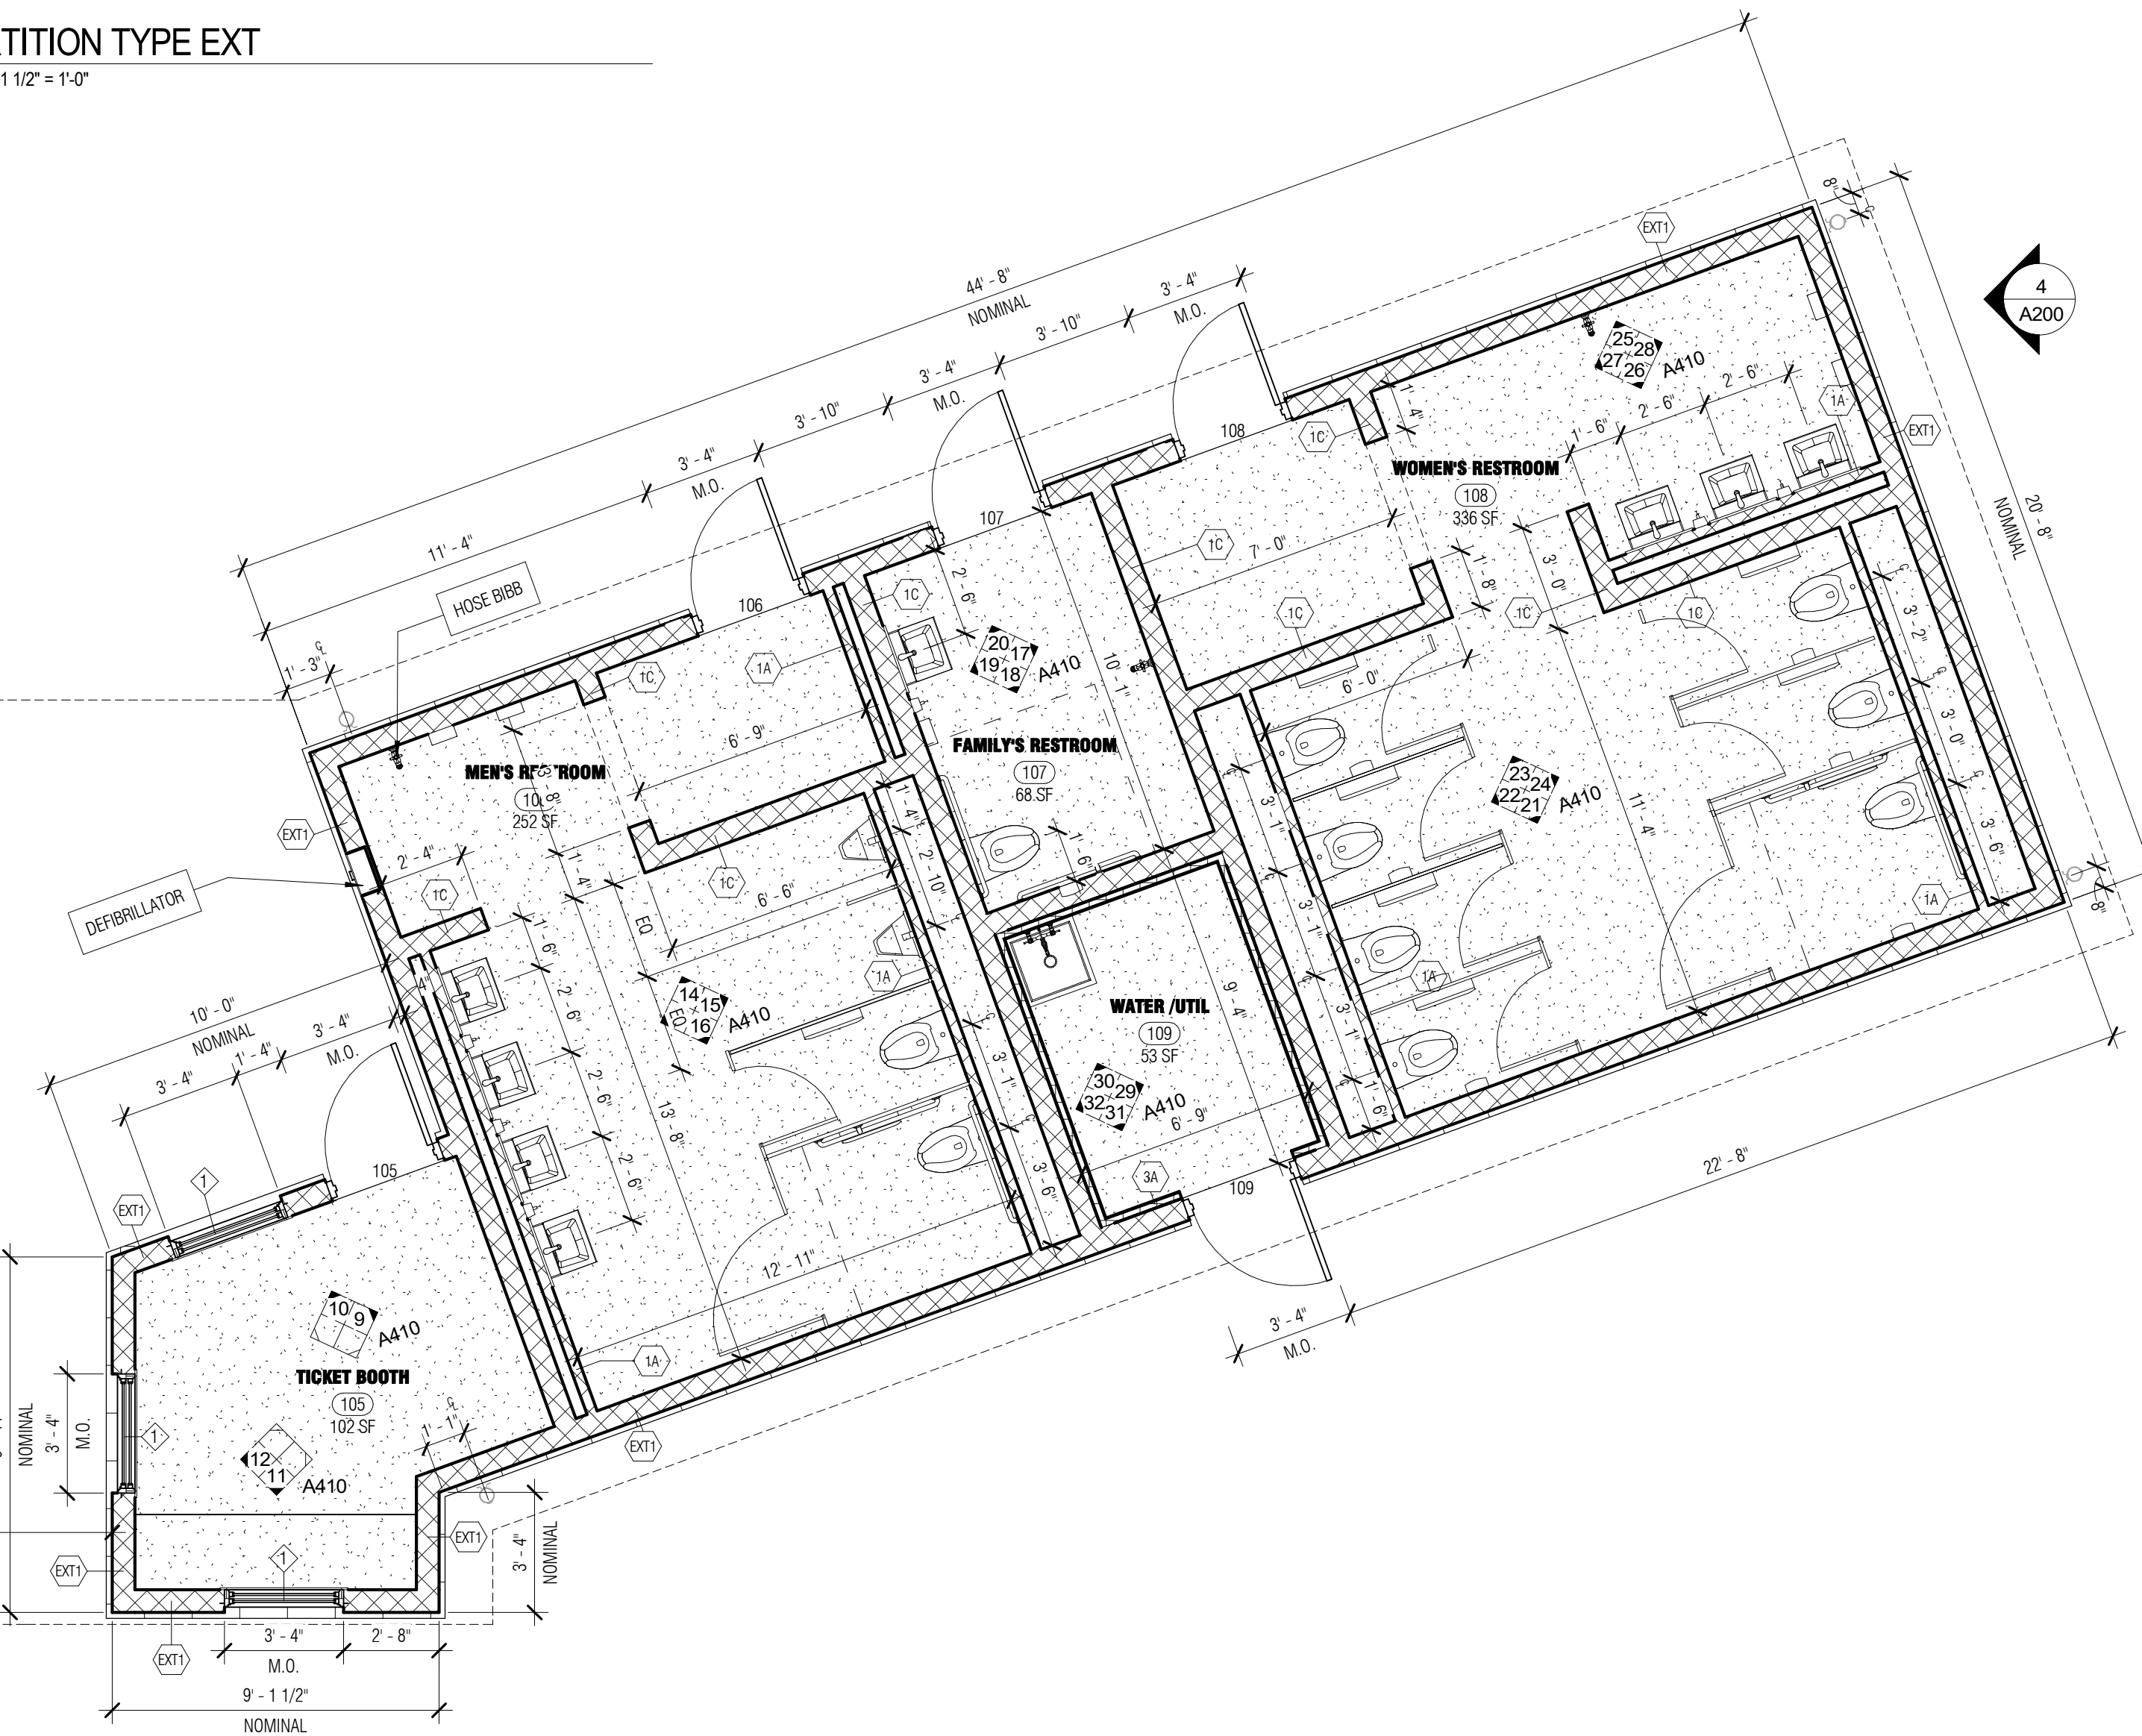 TITION TYPE EXT
1 1/2" = 1'-0"
44' - 8"
NOMINAL
3' - 4"
M.O.
3' - 10"
3' - 4"
M.O.
3' - 10"
3' - 4"
M.O.
11' - 4"
HOSE BIBB
1' - 3"
8"
EXT1
4
A200
25
28
27
26
A410
2' - 6"
2' - 6"
1' - 6"
1A
EXT1
20' - 8"
NOMINAL
1' - 4"
1C
108
WOMEN'S RESTROOM
108
336 SF
1C
7' - 0"
1' - 8"
3' - 0"
1C
1C
1C
3' - 2"
3' - 0"
3' - 6"
1A
8"
6' - 0"
23
24
22
21
A410
11' - 4"
3' - 1"
3' - 1"
3' - 1"
1' - 6"
1A
22' - 8"
107
2' - 6"
1C
20
17
19
18
A410
10' - 1"
FAMILY'S RESTROOM
107
68 SF
1' - 6"
106
1A
1C
6' - 9"
MEN'S RE ROOM
252 SF
EXT1
2' - 4"
1C
DEFIBRILLATOR
1' - 4"
EQ
1C
6' - 6"
1' - 4"
2' - 10"
1A
1' - 6"
2' - 6"
2' - 6"
2' - 6"
14
15
16
EQ
A410
13' - 8"
3' - 1"
3' - 6"
12' - 11"
1A
EXT1
WATER /UTIL
109
53 SF
9' - 4"
30
29
32
31
A410
6' - 9"
3A
109
3' - 4"
M.O.
10' - 0"
NOMINAL
4"
3' - 4"
1' - 4"
3' - 4"
M.O.
105
1
EXT1
10
9
A410
TICKET BOOTH
105
102 SF
12
11
A410
1' - 1"
1
NOMINAL
3' - 4"
M.O.
EXT1
EXT1
3' - 4"
NOMINAL
1
EXT1
3' - 4"
M.O.
2' - 8"
9' - 1 1/2"
NOMINAL